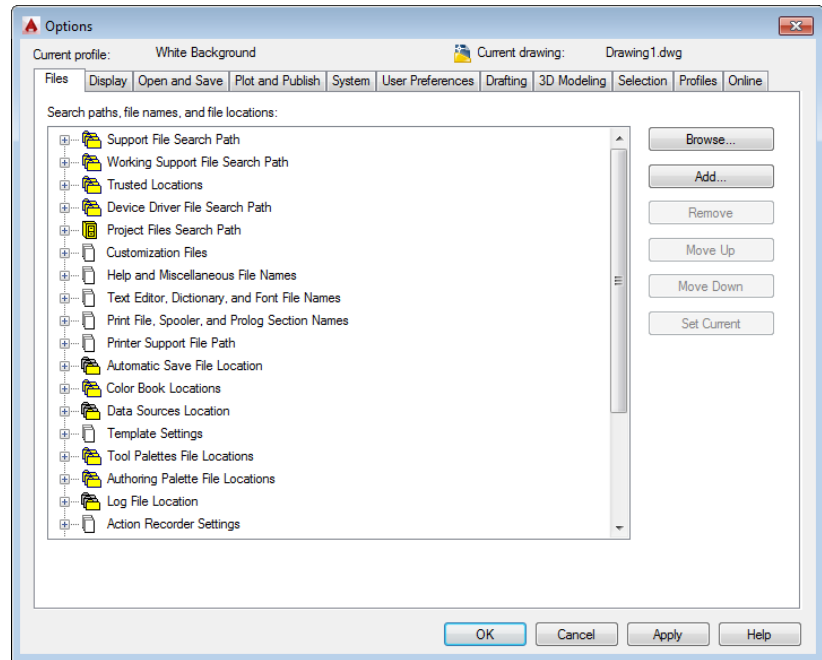 Options
Current profile: White Background Current drawing: Drawing1.dwg
Files Display Open and Save Plot and Publish System User Preferences Drafting 3D Modeling Selection Profiles Online
Search paths, file names, and file locations:
Support File Search Path
Working Support File Search Path
Trusted Locations
Device Driver File Search Path
Project Files Search Path
Customization Files
Help and Miscellaneous File Names
Text Editor, Dictionary, and Font File Names
Print File, Spooler, and Prolog Section Names
Printer Support File Path
Automatic Save File Location
Color Book Locations
Data Sources Location
Template Settings
Tool Palettes File Locations
Authoring Palette File Locations
Log File Location
Action Recorder Settings
Browse...
Add...
Remove
Move Up
Move Down
Set Current
OK Cancel Apply Help